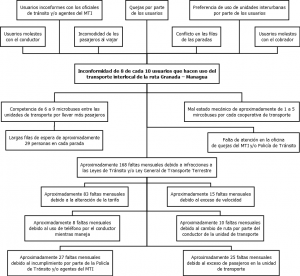 Usuarios inconformes con los oficiales de
tránsito y/o agentes del MTI
Quejas por parte de
los usuarios
Preferencia de uso de unidades interurbanas
por parte de los usuarios
Usuarios molestos
con el conductor
Incomodidad de los
pasajeros al viajar
Conflicto en las filas
de las paradas
Usuarios molestos
con el cobrador
Inconformidad de 8 de cada 10 usuarios que hacen uso del
transporte interlocal de la ruta Granada – Managua
Competencia de 6 a 9 microbuses entre
las unidades de transporte por llevar más pasajeros
Mal estado mecánico de aproximadamente de 1 a 5
microbuses por cada cooperativa de transporte
Largas filas de espera de aproximadamente
29 personas en cada parada
Falta de atención en la oficina
de quejas del MTI y/o Policía de Tránsito
Aproximadamente 168 faltas mensuales debido a infracciones a
las Leyes de Tránsito y/o Ley General de Transporte Terrestre
Aproximadamente 83 faltas mensuales
debido a la alteración de la tarifa
Aproximadamente 15 faltas mensuales
debido al exceso de velocidad
Aproximadamente 8 faltas mensuales
debido al uso de teléfono por el conductor
mientras maneja
Aproximadamente 10 faltas mensuales
debido al cambio de ruta por parte del
conductor de la unidad de transporte
Aproximadamente 27 faltas mensuales
debido al incumplimiento por parte de la Policía
de Tránsito y/o agentes del MTI.
Aproximadamente 25 faltas mensuales
debido al exceso de pasajeros en la unidad
de transporte